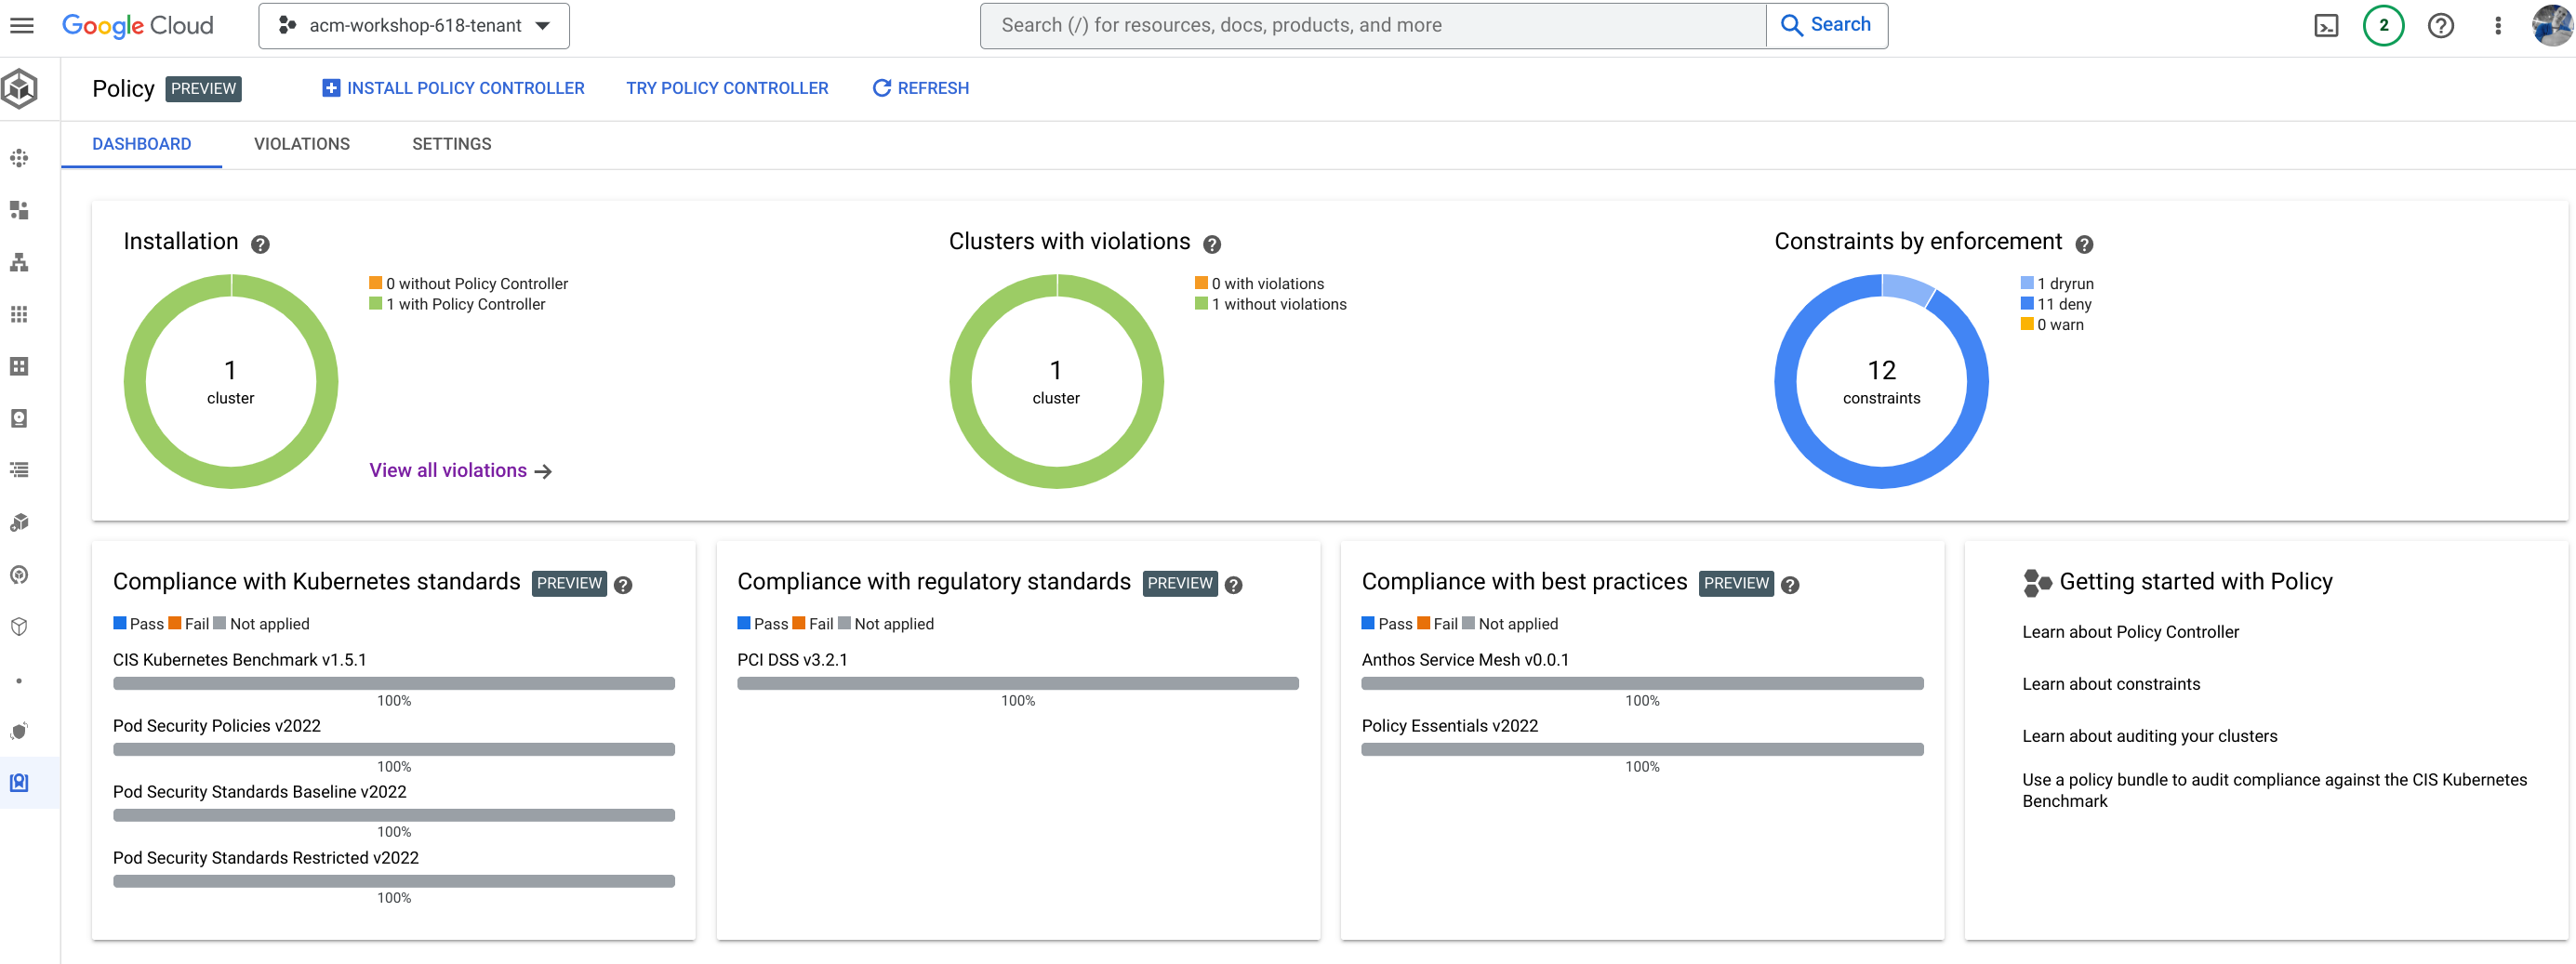 Google Cloud
acm-workshop-618-tenant
Search (/) for resources, docs, products, and more
Search
2
Policy
PREVIEW
INSTALL POLICY CONTROLLER
TRY POLICY CONTROLLER
REFRESH
DASHBOARD
VIOLATIONS
SETTINGS
Installation
0 without Policy Controller
1 with Policy Controller
1
cluster
View all violations
Clusters with violations
0 with violations
1 without violations
1
cluster
Constraints by enforcement
1 dryrun
11 deny
0 warn
12
constraints
Compliance with Kubernetes standards PREVIEW
Pass Fail Not applied
CIS Kubernetes Benchmark v1.5.1
100%
Pod Security Policies v2022
100%
Pod Security Standards Baseline v2022
100%
Pod Security Standards Restricted v2022
100%
Compliance with regulatory standards PREVIEW
Pass Fail Not applied
PCI DSS v3.2.1
100%
Compliance with best practices PREVIEW
Pass Fail Not applied
Anthos Service Mesh v0.0.1
100%
Policy Essentials v2022
100%
Getting started with Policy
Learn about Policy Controller
Learn about constraints
Learn about auditing your clusters
Use a policy bundle to audit compliance against the CIS Kubernetes
Benchmark